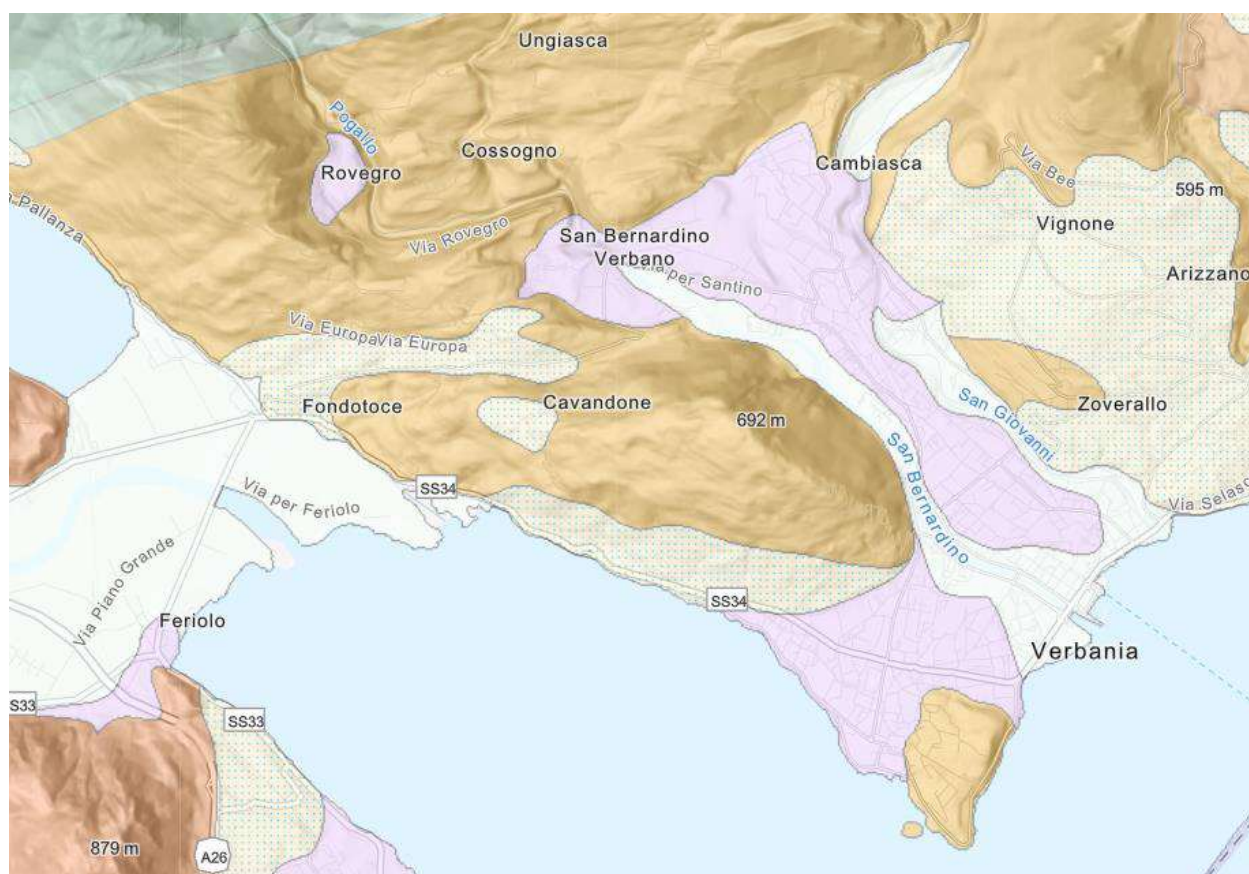 Ungiasca
Pogallo
Cossogno
Rovegro
Cambiasca
Via Bee
595 m
Pallanza
Vignone
Via Rovegro
San Bernardino
Verbano
per Santino
Arizzano
Via Europa
Via Europa
Fondotoce
Cavandone
692 m
San Giovanni
Zoverallo
San Bernardino
SS34
Via per Feriolo
Via Selasc
Via Piano Grande
SS34
Feriolo
Verbania
SS33
SS33
879 m
A26